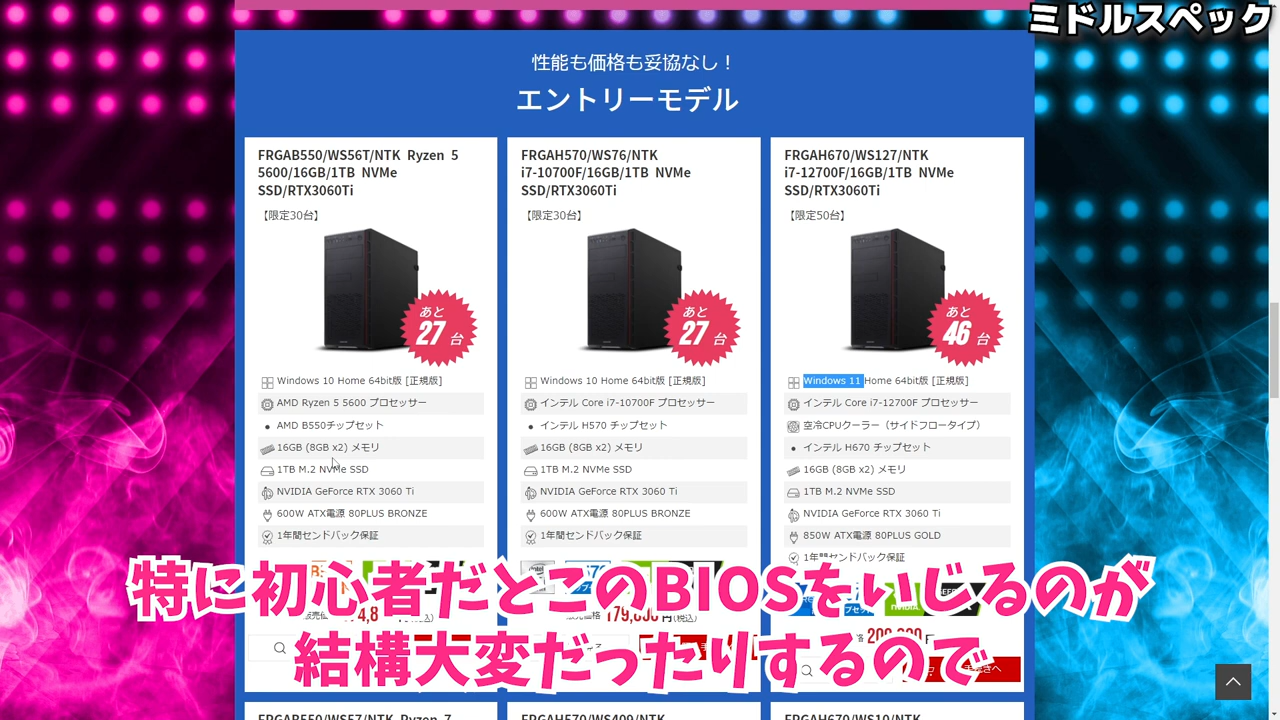 ミドルスペック
性能も価格も妥協なし！
エントリーモデル
FRGAB550/WS56T/NTK Ryzen 5
5600/16GB/1TB NVMe
SSD/RTX3060Ti
【限定30台】
あと
27台
Windows 10 Home 64bit版 [正規版]
AMD Ryzen 5 5600 プロセッサー
AMD B550チップセット
16GB (8GB x2) メモリ
1TB M.2 NVMe SSD
NVIDIA GeForce RTX 3060 Ti
600W ATX電源 80PLUS BRONZE
1年間センドバック保証
FRGAH570/WS76/NTK
i7-10700F/16GB/1TB NVMe
SSD/RTX3060Ti
【限定30台】
あと
27台
Windows 10 Home 64bit版 [正規版]
インテル Core i7-10700F プロセッサー
インテル H570 チップセット
16GB (8GB x2) メモリ
1TB M.2 NVMe SSD
NVIDIA GeForce RTX 3060 Ti
600W ATX電源 80PLUS BRONZE
1年間センドバック保証
FRGAH670/WS127/NTK
i7-12700F/16GB/1TB NVMe
SSD/RTX3060Ti
【限定50台】
あと
46台
Windows 11 Home 64bit版 [正規版]
インテル Core i7-12700F プロセッサー
空冷CPUクーラー（サイドフロータイプ）
インテル H670 チップセット
16GB (8GB x2) メモリ
1TB M.2 NVMe SSD
NVIDIA GeForce RTX 3060 Ti
850W ATX電源 80PLUS GOLD
1年間センドバック保証
特に初心者だとこのBIOSをいじるのが
結構大変だったりするので